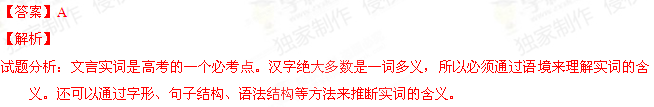 【答案】A
【解析】
试题分析：文言实词是高考的一个必考点。汉字绝大多数是一词多义，所以必须通过语境来理解实词的含
义。还可以通过字形、句子结构、语法结构等方法来推断实词的含义。